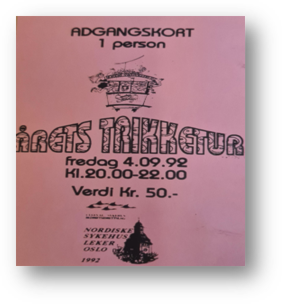 ADGANGSKORT
1 person
ÅRETS TRIKKETUR
fredag 4.09.92
Kl.20.00-22.00
Verdi Kr. 50.-
NORDISKE
SYKEHUS
LEKER
OSLO
1992